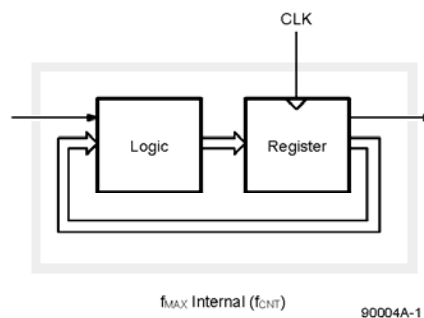 CLK
Logic
Register
fMAX Internal (fCNT)
90004A-1